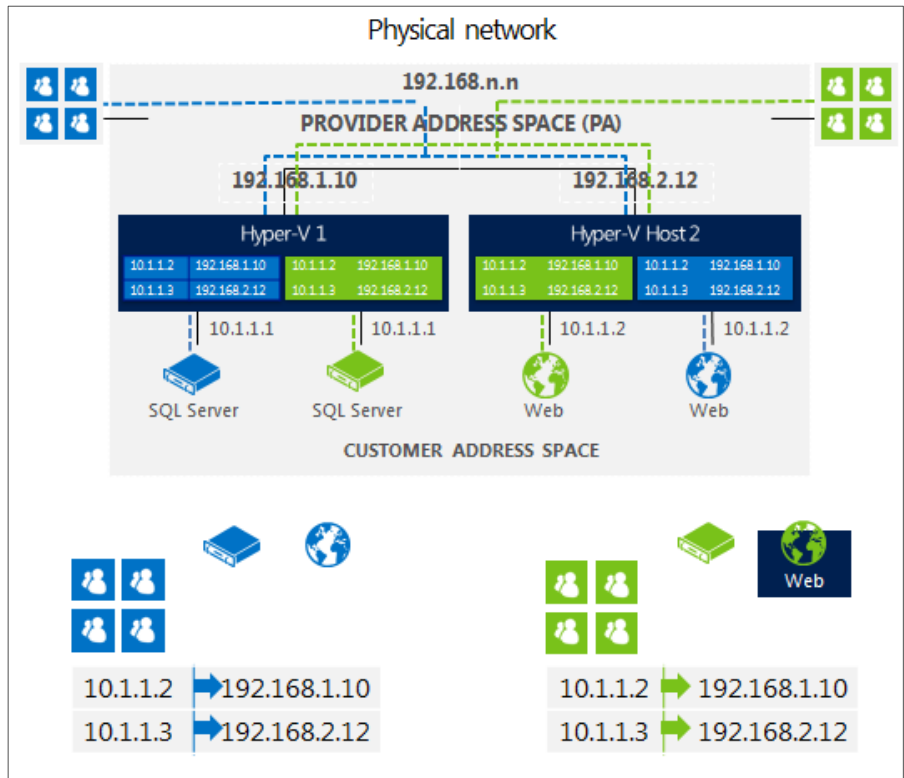 Physical network
192.168.n.n
PROVIDER ADDRESS SPACE (PA)
192.168.1.10 192.168.2.12
Hyper-V 1 Hyper-V Host 2
10.1.1.2 192.168.1.10 10.1.1.2 192.168.1.10 10.1.1.2 192.168.1.10 10.1.1.2 192.168.1.10
10.1.1.3 192.168.2.12 10.1.1.3 192.168.2.12 10.1.1.3 192.168.2.12 10.1.1.3 192.168.2.12
10.1.1.1 10.1.1.1 10.1.1.2 10.1.1.2
SQL Server SQL Server Web Web
CUSTOMER ADDRESS SPACE
Web
10.1.1.2 192.168.1.10 10.1.1.2 192.168.1.10
10.1.1.3 192.168.2.12 10.1.1.3 192.168.2.12